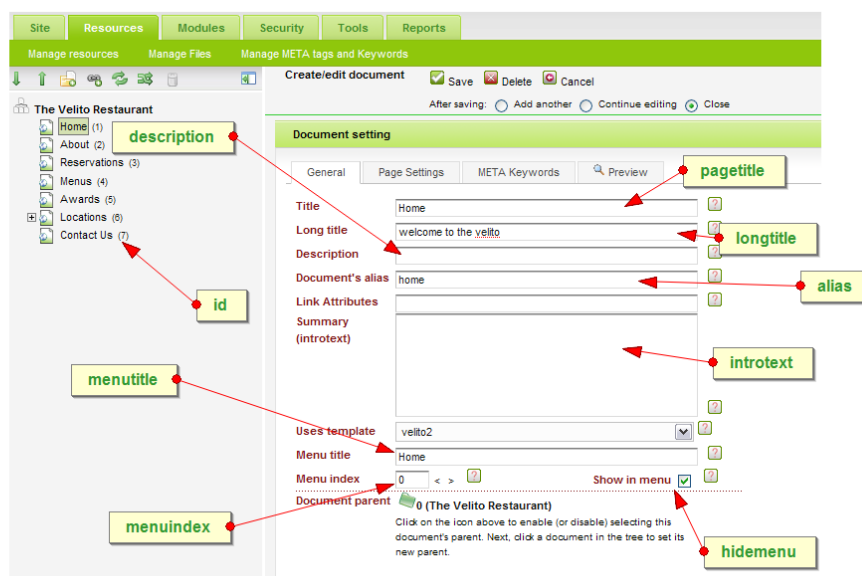 Site Resources Modules Security Tools Reports
Manage resources Manage Files Manage META tags and Keywords
Create/edit document Save Delete Cancel
After saving: Add another Continue editing Close
The Velito Restaurant
Home (1)
About (2)
Reservations (3)
Menus (4)
Awards (5)
Locations (6)
Contact Us (7)
description
id
menutitle
menuindex
Document setting
General Page Settings META Keywords Preview
pagetitle
Title Home ?
Long title welcome to the velito ?
longtitle
Description ?
Document's alias home ?
alias
Link Attributes ?
Summary
(introtext)
introtext
?
Uses template velito2 ?
Menu title Home ?
Menu index 0 < > ? Show in menu ?
Document parent 0 (The Velito Restaurant)
Click on the icon above to enable (or disable) selecting this
document's parent. Next, click a document in the tree to set its
new parent.
hidemenu